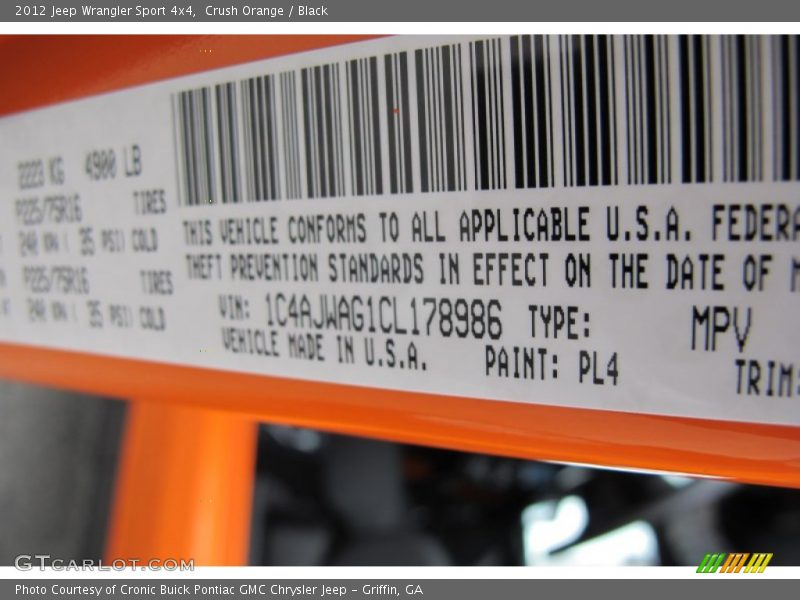 2012 Jeep Wrangler Sport 4x4,  Crush Orange / Black
2223 KG 4900 LB
P225/75R16 TIRES
240 KPA ( 35 PSI) COLD
P225/75R16 TIRES
240 KPA ( 35 PSI) COLD
THIS VEHICLE CONFORMS TO ALL APPLICABLE U.S.A. FEDERA
THEFT PREVENTION STANDARDS IN EFFECT ON THE DATE OF
VIN: 1C4AJWAG1CL178986 TYPE: MPV
VEHICLE MADE IN U.S.A. PAINT: PL4 TRIM:
GTCARLOT.COM
Photo Courtesy of Cronic Buick Pontiac GMC Chrysler Jeep - Griffin, GA